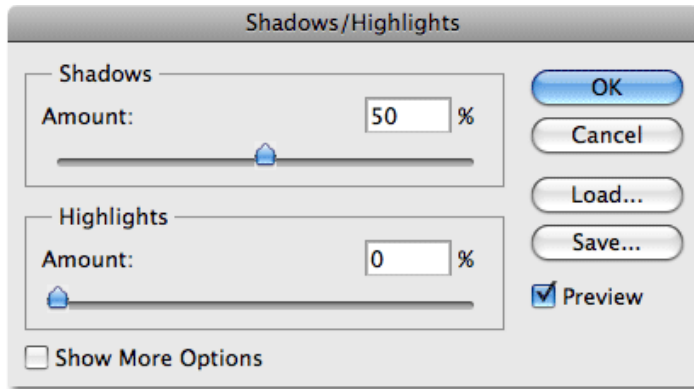 Shadows/Highlights
Shadows
Amount: 50 %
Highlights
Amount: 0 %
Show More Options
OK
Cancel
Load...
Save...
Preview